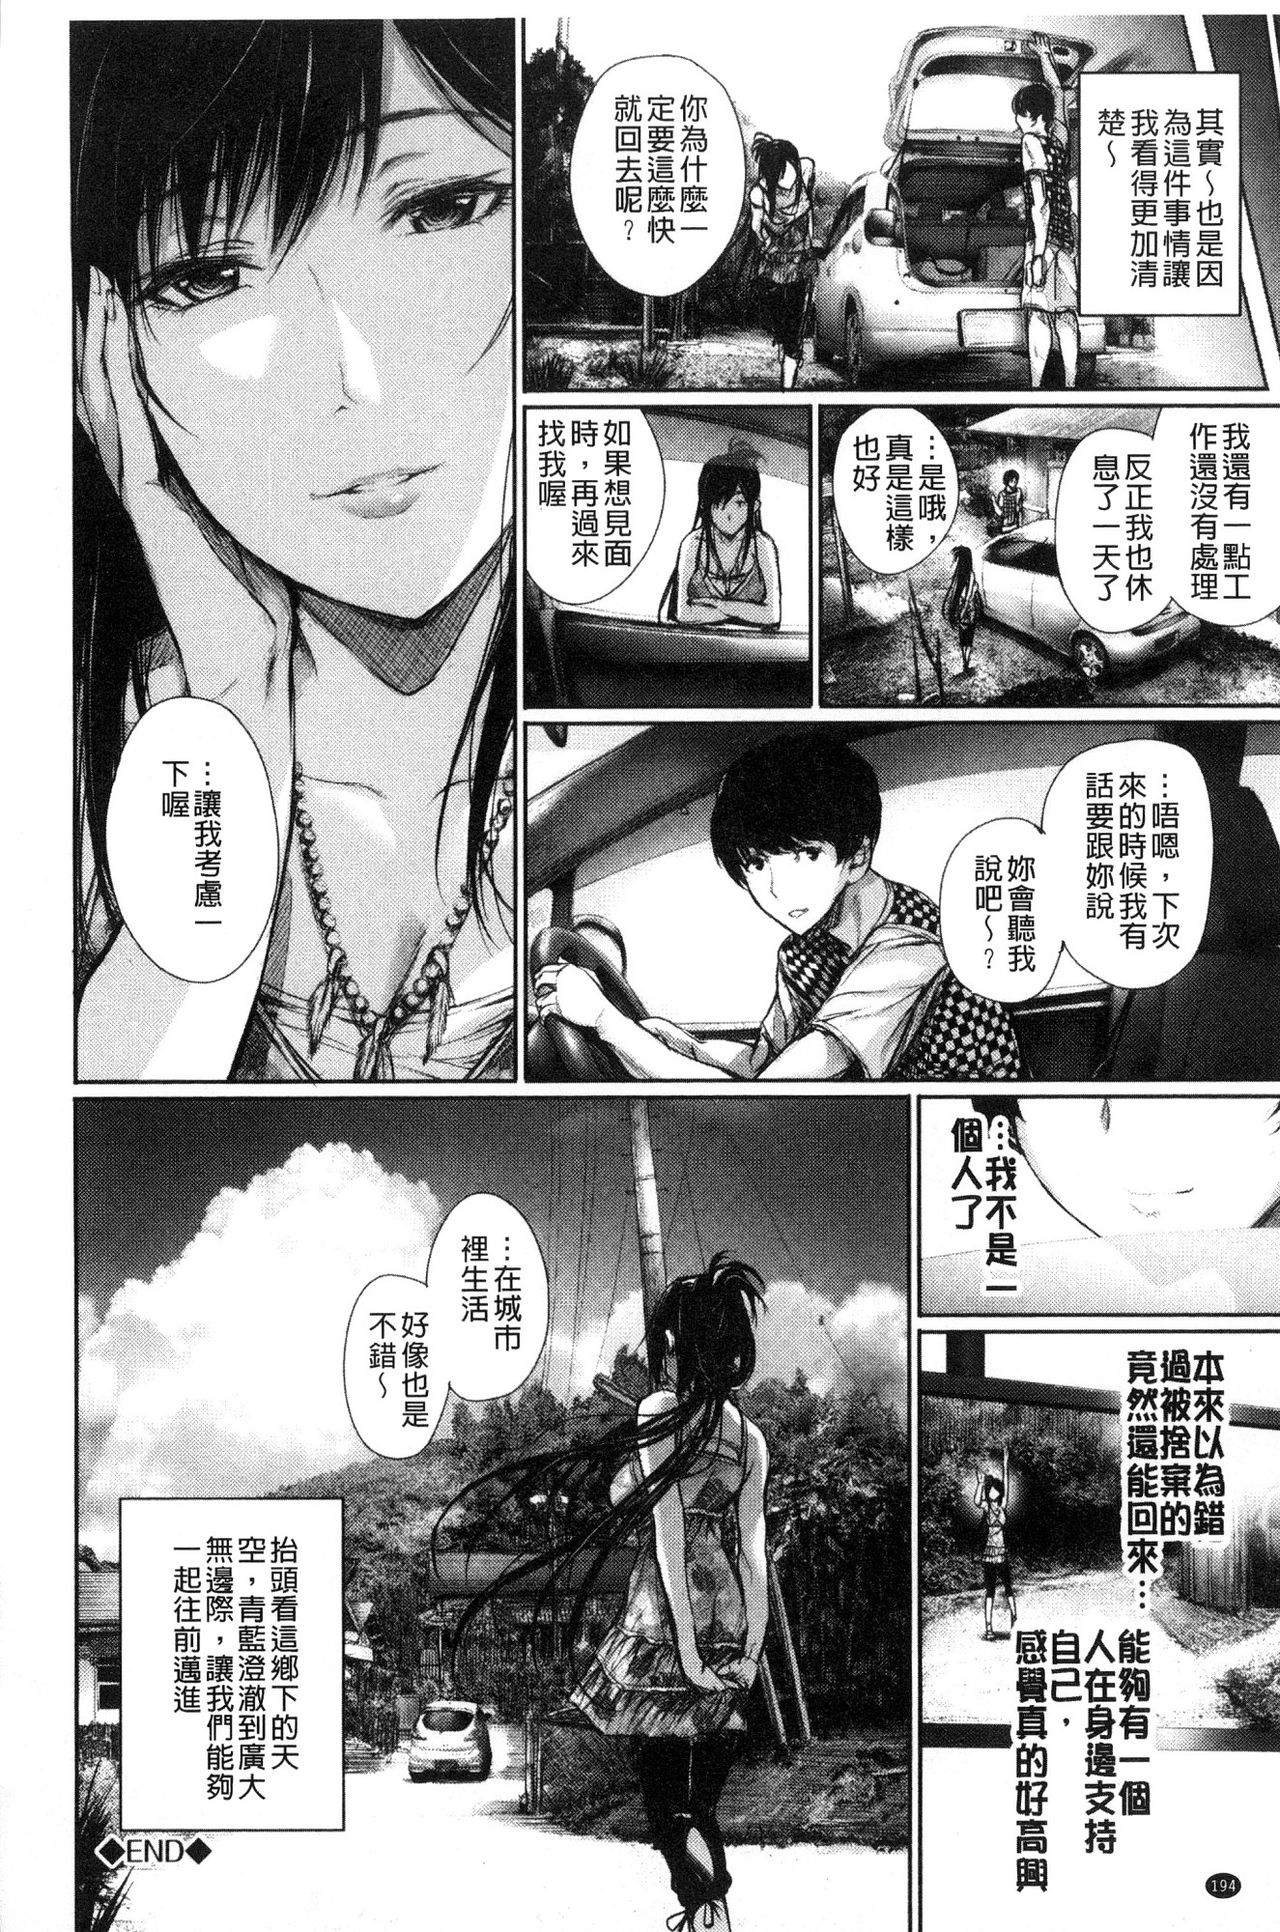 其實～也是因
為這件事情讓
我看得更加清
楚～
你為什麼一
定要這麼快
就回去呢？
我還有一點工
作還沒有處理
反正我也休
息了一天了
…是哦，
真是這樣
也好
如果想見面
時，再過來
找我喔
…唔嗯，下次
來的時候我有
話要跟妳說
妳會聽我
說吧～？
…讓我考慮一
下喔
…我不是一
個人了
本來以為錯
過被捨棄的
竟然還能回來…
能夠有一個
人在身邊支持
自己，
感覺真的好高興
…在城市
裡生活
好像也是
不錯～
抬頭看這鄉下的天
空，青藍澄澈到廣大
無邊際，讓我們能夠
一起往前邁進
◆END◆
194